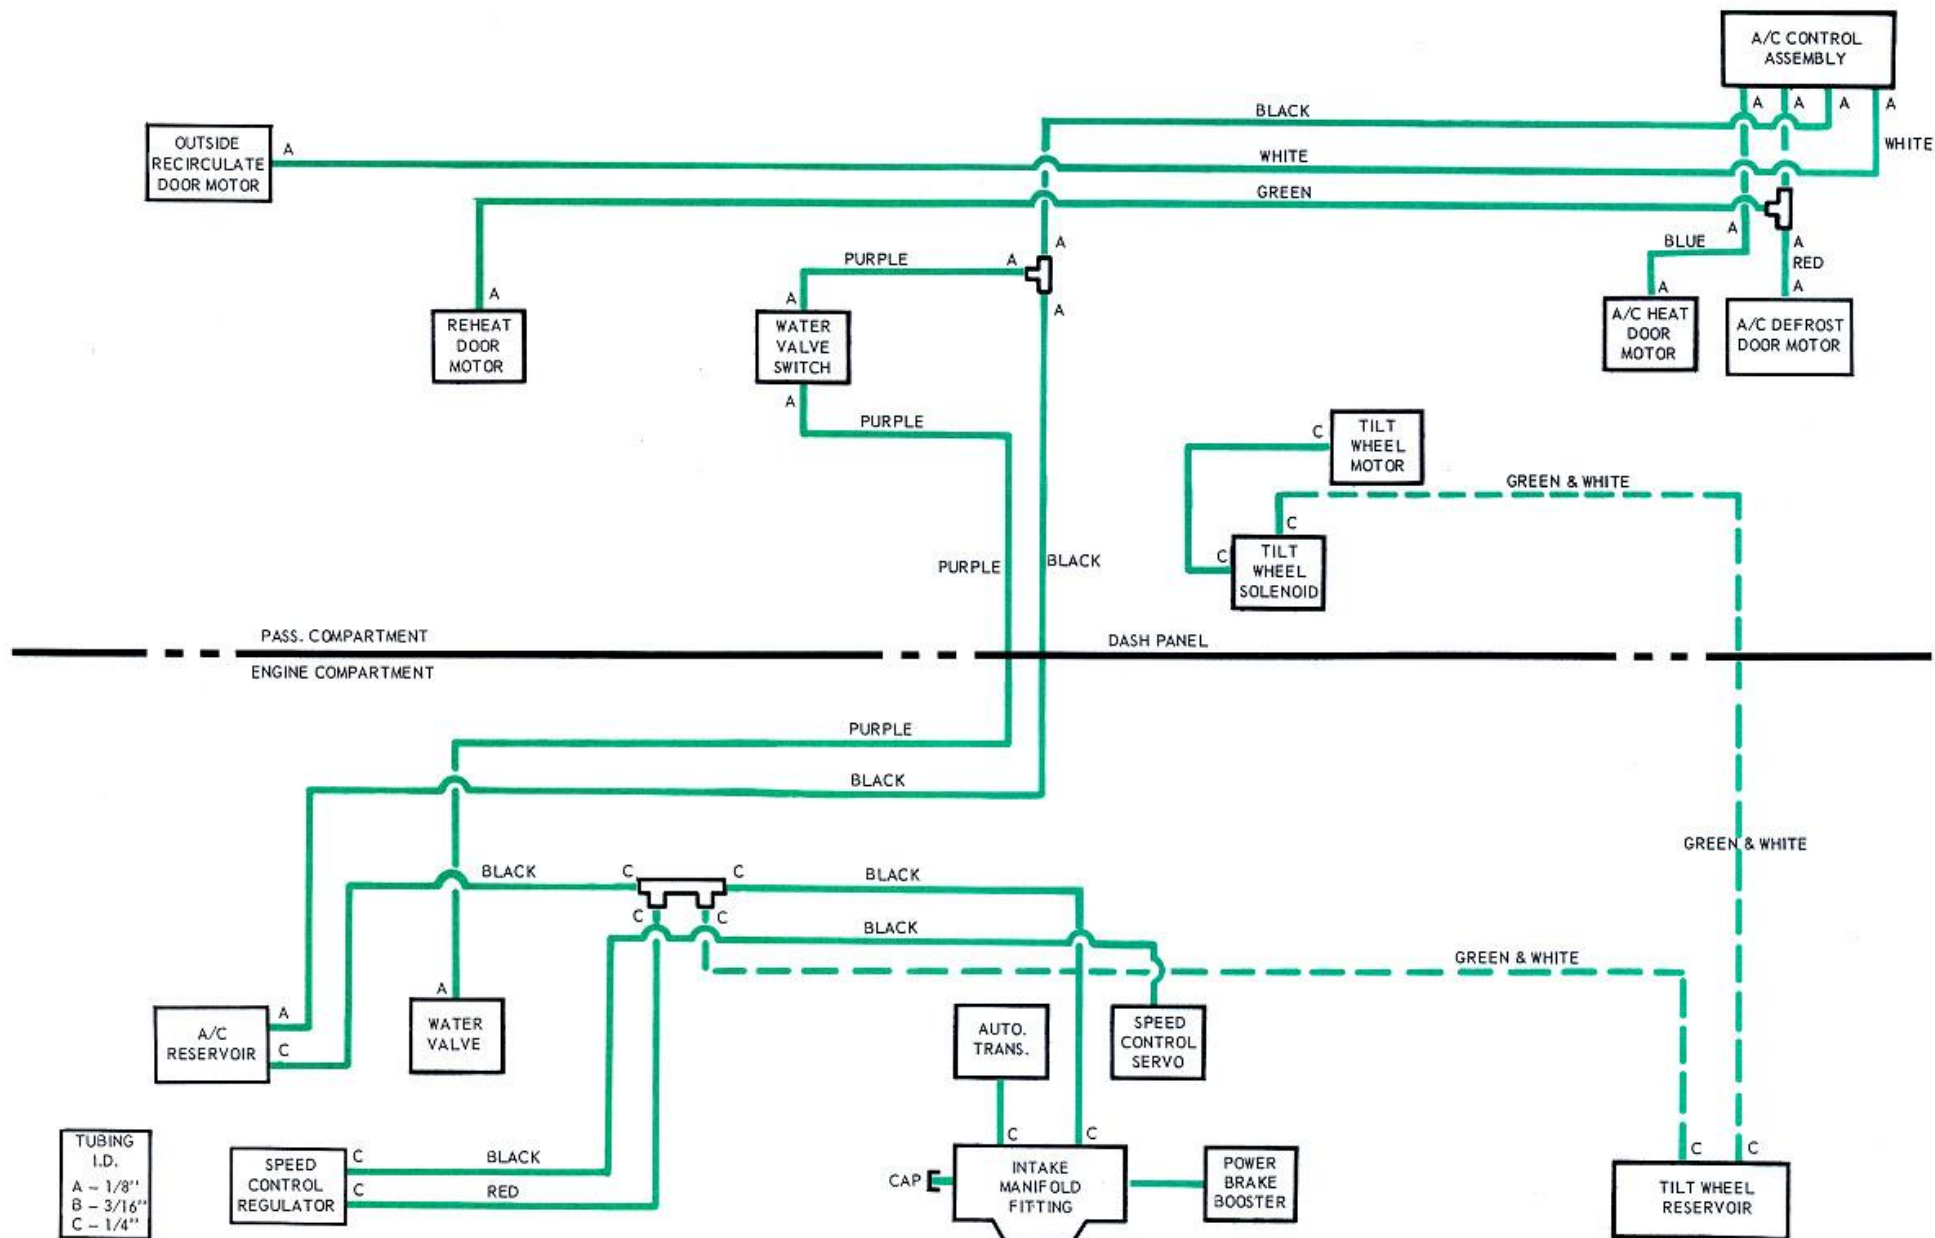 A/C CONTROL
ASSEMBLY
A
A
A
A
BLACK
WHITE
OUTSIDE
RECIRCULATE
DOOR MOTOR
A
WHITE
GREEN
A
BLUE
A
RED
A
A
PURPLE
A
A
A
A
A
REHEAT
DOOR
MOTOR
WATER
VALVE
SWITCH
A/C HEAT
DOOR
MOTOR
A/C DEFROST
DOOR MOTOR
A
PURPLE
C
TILT
WHEEL
MOTOR
GREEN & WHITE
C
C
TILT
WHEEL
SOLENOID
PURPLE
BLACK
PASS. COMPARTMENT
DASH PANEL
ENGINE COMPARTMENT
PURPLE
BLACK
GREEN & WHITE
BLACK
C
C
BLACK
C
C
BLACK
GREEN & WHITE
A
A/C
RESERVOIR
A
C
WATER
VALVE
AUTO.
TRANS.
SPEED
CONTROL
SERVO
C
C
C
C
TUBING
I.D.
A – 1/8"
B – 3/16"
C – 1/4"
SPEED
CONTROL
REGULATOR
C
BLACK
C
RED
CAP
INTAKE
MANIFOLD
FITTING
POWER
BRAKE
BOOSTER
TILT WHEEL
RESERVOIR